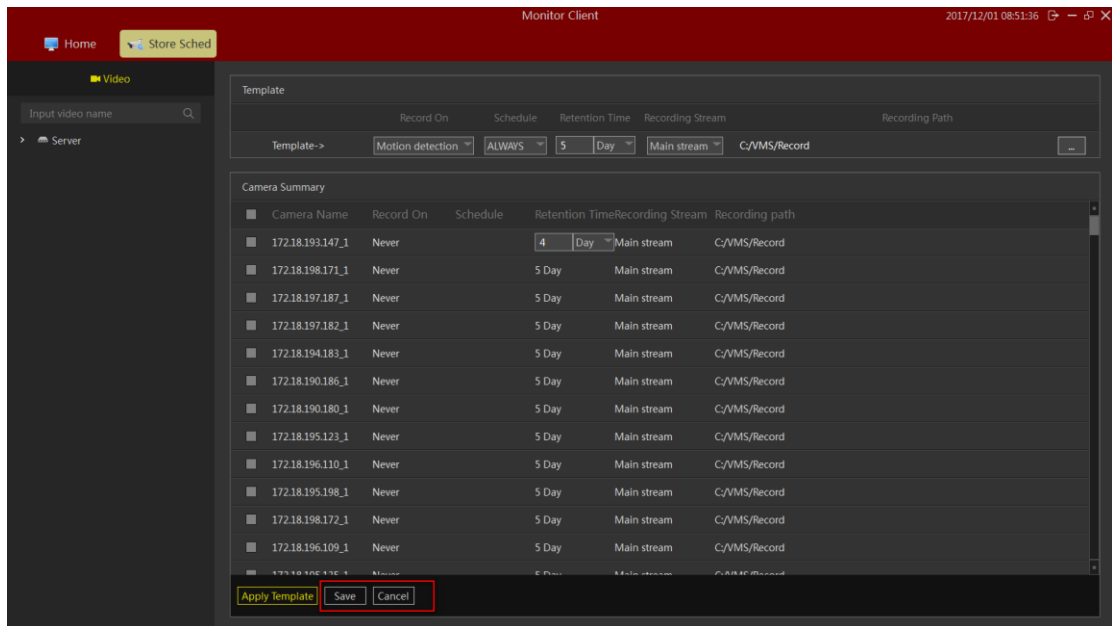 Monitor Client 2017/12/01 08:51:36
Home Store Sched
Video
Input video name
Server
Template
Record On Schedule Retention Time Recording Stream Recording Path
Template-> Motion detection ALWAYS 5 Day Main stream C:/VMS/Record ...
Camera Summary
Camera Name Record On Schedule Retention Time Recording Stream Recording path
172.18.193.147_1 Never 4 Day Main stream C:/VMS/Record
172.18.198.171_1 Never 5 Day Main stream C:/VMS/Record
172.18.197.187_1 Never 5 Day Main stream C:/VMS/Record
172.18.197.182_1 Never 5 Day Main stream C:/VMS/Record
172.18.194.183_1 Never 5 Day Main stream C:/VMS/Record
172.18.190.186_1 Never 5 Day Main stream C:/VMS/Record
172.18.190.180_1 Never 5 Day Main stream C:/VMS/Record
172.18.195.123_1 Never 5 Day Main stream C:/VMS/Record
172.18.196.110_1 Never 5 Day Main stream C:/VMS/Record
172.18.195.198_1 Never 5 Day Main stream C:/VMS/Record
172.18.198.172_1 Never 5 Day Main stream C:/VMS/Record
172.18.196.109_1 Never 5 Day Main stream C:/VMS/Record
Never 5 Day Main stream C:/VMS/Record
Apply Template Save Cancel